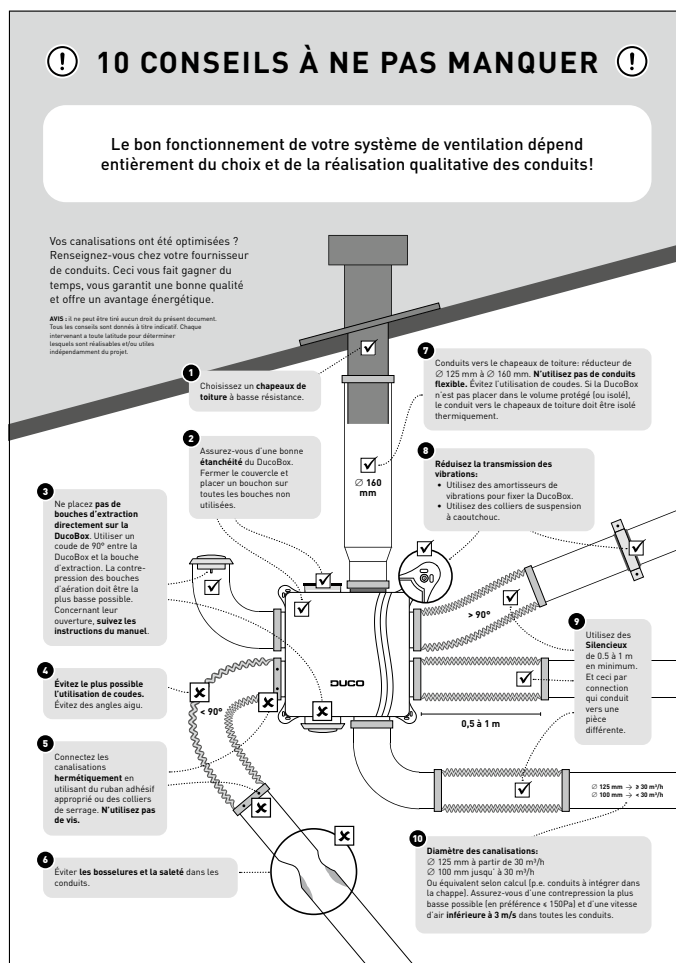 10 CONSEILS À NE PAS MANQUER
Le bon fonctionnement de votre système de ventilation dépend
entièrement du choix et de la réalisation qualitative des conduits!
Vos canalisations ont été optimisées ?
Renseignez-vous chez votre fournisseur
de conduits. Ceci vous fait gagner du
temps, vous garantit une bonne qualité
et offre un avantage énergétique.
AVIS : il ne peut être tiré aucun droit du présent document.
Tous les conseils sont donnés à titre indicatif. Chaque
intervenant a toute latitude pour déterminer
lesquels sont réalisables et/ou utiles
indépendamment du projet.
1
Choisissez un chapeaux de
toiture à basse résistance.
2
Assurez-vous d'une bonne
étanchéité du DucoBox.
Fermer le couvercle et
placer un bouchon sur
toutes les bouches non
utilisées.
3
Ne placez pas de
bouches d'extraction
directement sur la
DucoBox. Utiliser un
coude de 90° entre la
DucoBox et la bouche
d'extraction. La contre-
pression des bouches
d'aération doit être la
plus basse possible.
Concernant leur
ouverture, suivez les
instructions du manuel.
4
Évitez le plus possible
l'utilisation de coudes.
Évitez des angles aigu.
5
Connectez les
canalisations
hermétiquement en
utilisant du ruban adhésif
approprié ou des colliers
de serrage. N'utilisez pas
de vis.
6
Éviter les bosselures et la saleté dans les
conduits.
7
Conduits vers le chapeaux de toiture: réducteur de
∅ 125 mm à ∅ 160 mm. N'utilisez pas de conduits
flexible. Évitez l'utilisation de coudes. Si la DucoBox
n'est pas placer dans le volume protégé (ou isolé),
le conduit vers le chapeaux de toiture doit être isolé
thermiquement.
8
Réduisez la transmission des
vibrations:
• Utilisez des amortisseurs de
vibrations pour fixer la DucoBox.
• Utilisez des colliers de suspension
à caoutchouc.
9
Utilisez des
Silencieux
de 0.5 à 1 m
en minimum.
Et ceci par
connection
qui conduit
vers une
pièce
différente.
10
Diamètre des canalisations:
∅ 125 mm à partir de 30 m³/h
∅ 100 mm jusqu' à 30 m³/h
Ou équivalent selon calcul (p.e. conduits à intégrer dans
la chappe). Assurez-vous d'une contrepression la plus
basse possible (en préférence ≤ 150Pa) et d'une vitesse
d'air inférieure à 3 m/s dans toutes les conduits.
∅ 160
mm
> 90°
< 90°
DUCO
0,5 à 1 m
∅ 125 mm → ≥ 30 m³/h
∅ 100 mm → < 30 m³/h